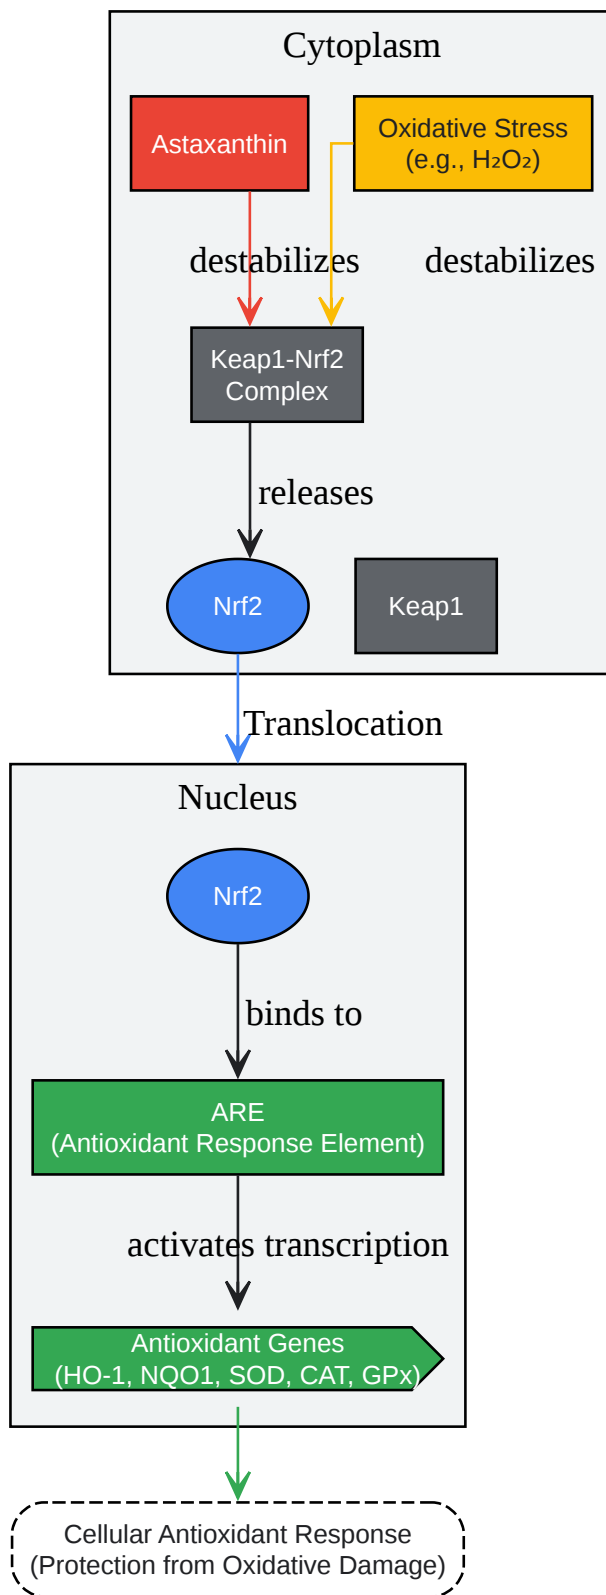 Cytoplasm
Astaxanthin
Oxidative Stress
(e.g., H₂O₂)
destabilizes
destabilizes
Keap1-Nrf2
Complex
releases
Nrf2
Keap1
Translocation
Nucleus
Nrf2
binds to
ARE
(Antioxidant Response Element)
activates transcription
Antioxidant Genes
(HO-1, NQO1, SOD, CAT, GPx)
Cellular Antioxidant Response
(Protection from Oxidative Damage)